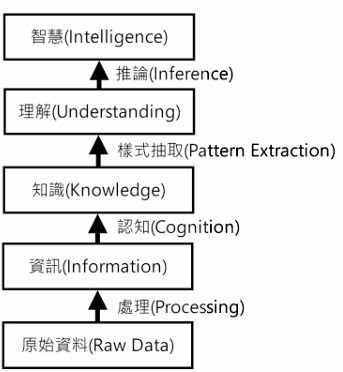 智慧(Intelligence)
推論(Inference)
理解(Understanding)
樣式抽取(Pattern Extraction)
知識(Knowledge)
認知(Cognition)
資訊(Information)
處理(Processing)
原始資料(Raw Data)